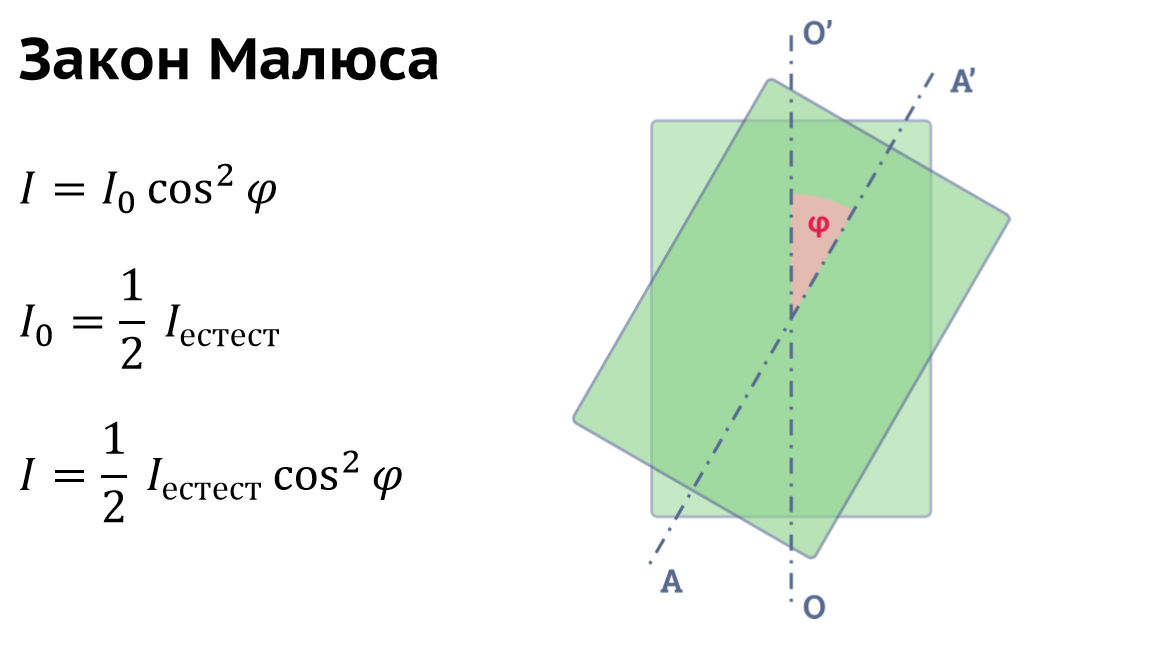 Закон Малюса
I = I₀ cos² φ
I₀ = 1/2 Iестест
I = 1/2 Iестест cos² φ
O’
A’
φ
A
O